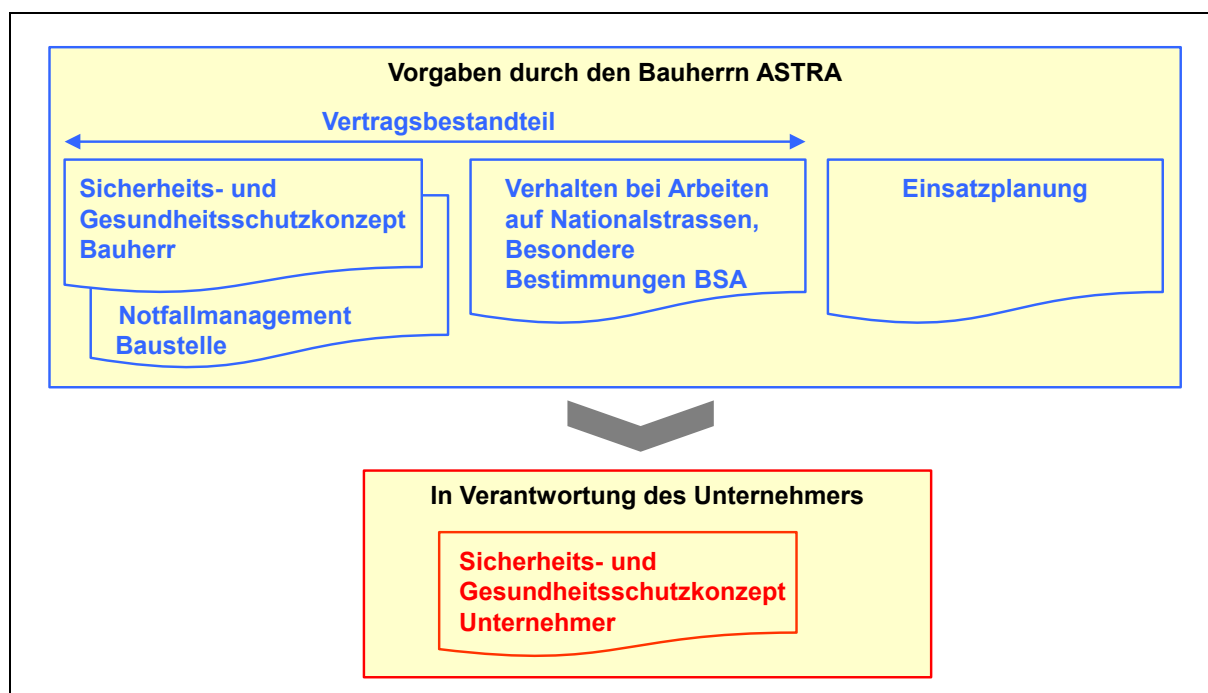 Vorgaben durch den Bauherrn ASTRA
Vertragsbestandteil
Sicherheits- und
Gesundheitsschutzkonzept
Bauherr
Notfallmanagement
Baustelle
Verhalten bei Arbeiten
auf Nationalstrassen,
Besondere
Bestimmungen BSA
Einsatzplanung
In Verantwortung des Unternehmers
Sicherheits- und
Gesundheitsschutzkonzept
Unternehmer